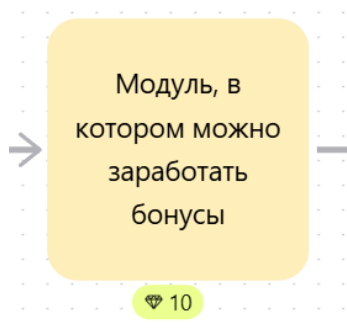 Модуль, в
котором можно
заработать
бонусы
10